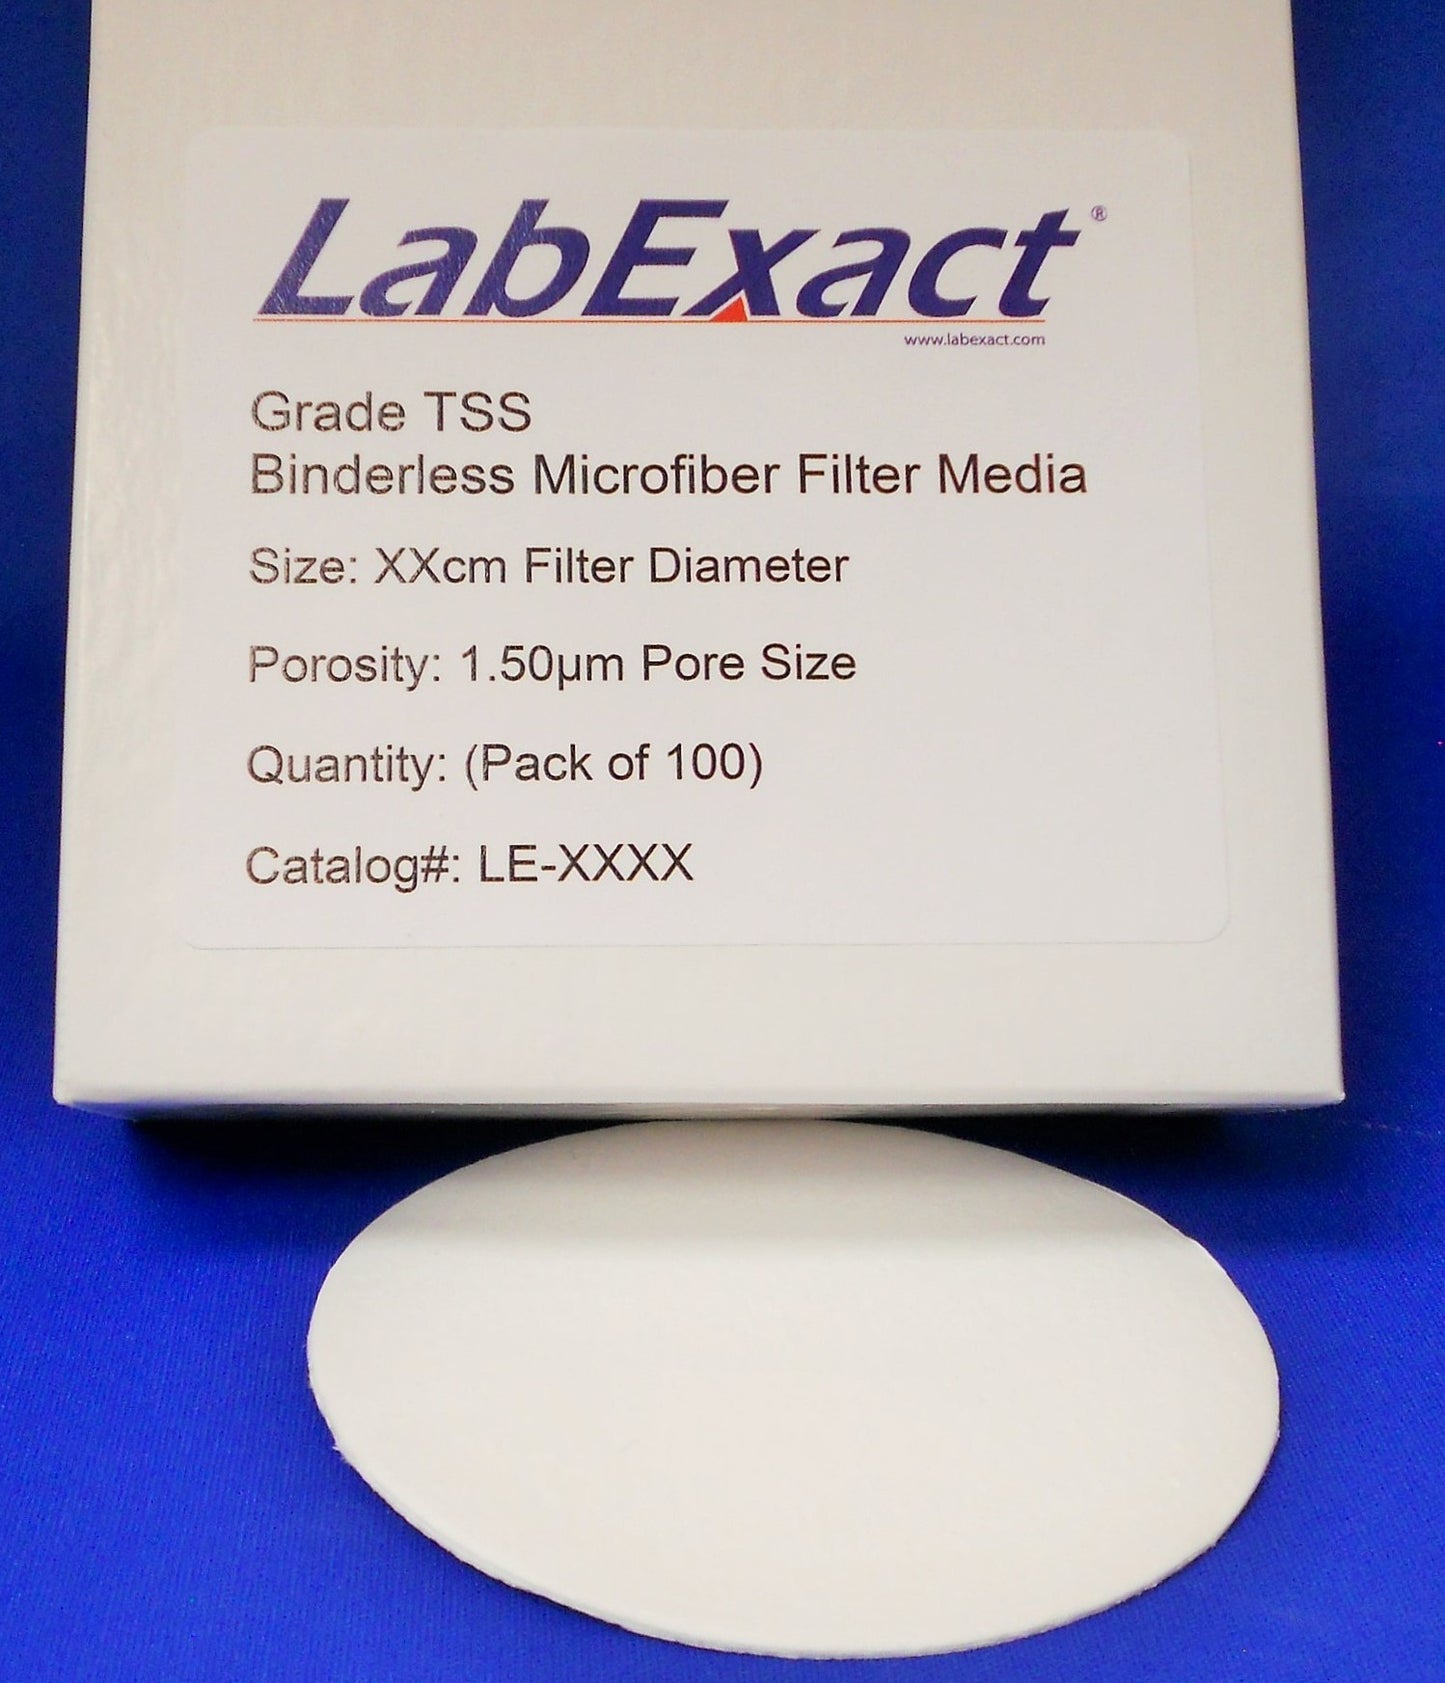 LabExact®
www.labexact.com
Grade TSS
Binderless Microfiber Filter Media
Size: XXcm Filter Diameter
Porosity: 1.50µm Pore Size
Quantity: (Pack of 100)
Catalog#: LE-XXXX